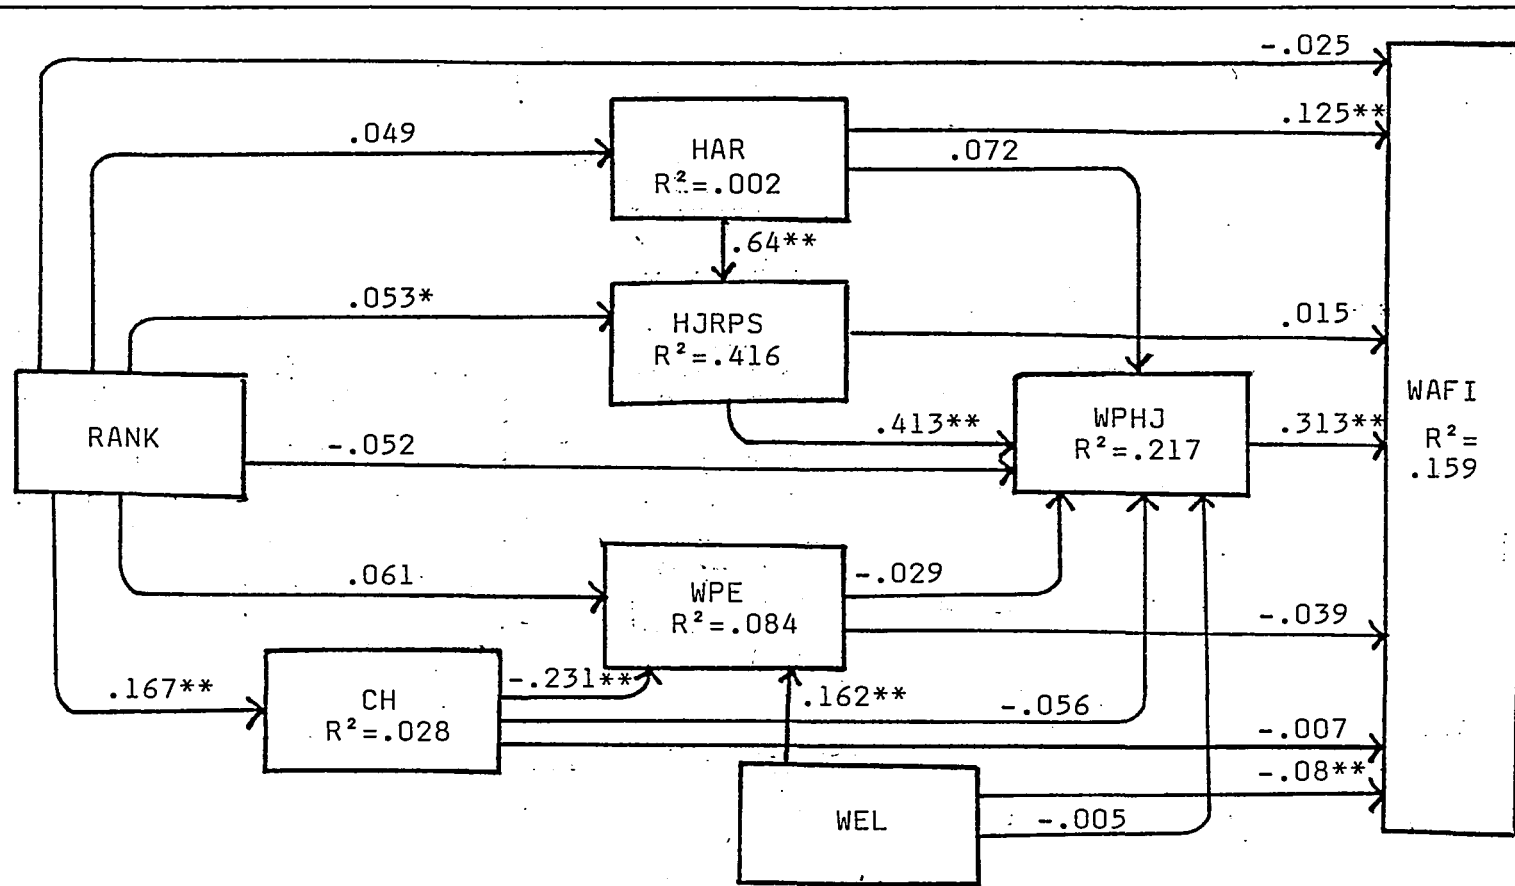 -.025
.125**
.049
HAR
R²=.002
.072
.64**
.053*
HJRPS
R²=.416
.015
RANK
-.052
.413**
WPHJ
R²=.217
.313**
WAFI
R²=
.159
.061
WPE
R²=.084
-.029
-.039
.167**
CH
R²=.028
-.231**
.162**
-.056
-.007
-.08**
WEL
-.005